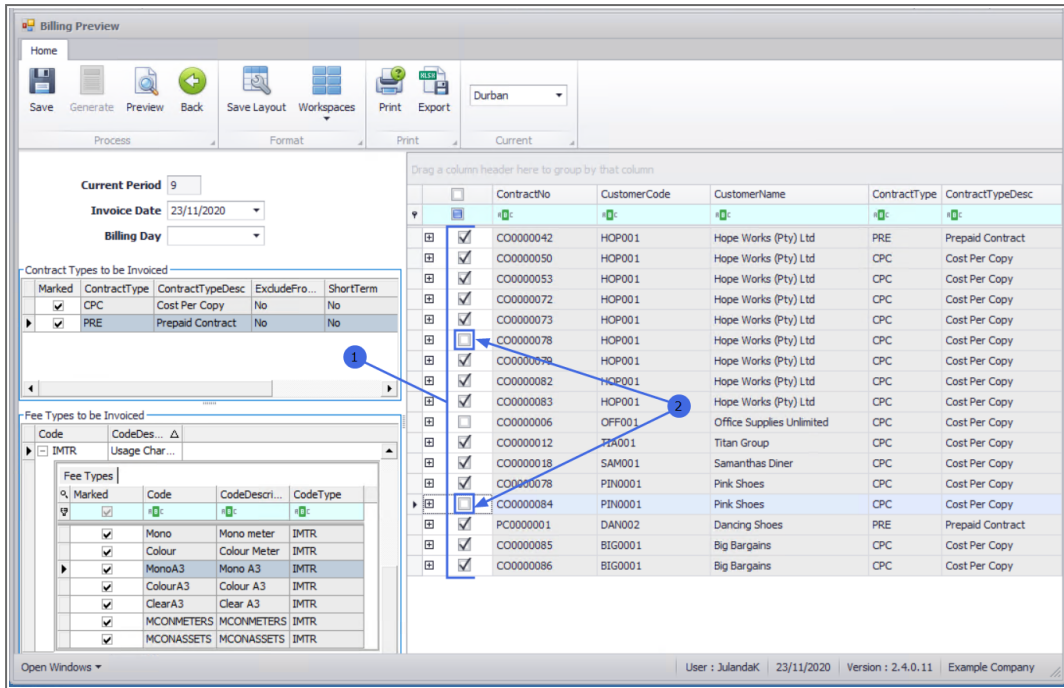 Billing Preview
Home
Save Generate Preview Back Save Layout Workspaces Print Export Durban
Process Format Print Current
Current Period 9
Invoice Date 23/11/2020
Billing Day
Contract Types to be Invoiced
Marked ContractType ContractTypeDesc ExcludeFro... ShortTerm
CPC Cost Per Copy No No
PRE Prepaid Contract No No
Fee Types to be Invoiced
Code CodeDes...
IMTR Usage Char...
Fee Types
Marked Code CodeDescri... CodeType
Mono Mono meter IMTR
Colour Colour Meter IMTR
MonoA3 Mono A3 IMTR
ColourA3 Colour A3 IMTR
ClearA3 Clear A3 IMTR
MCONMETERS MCONMETERS IMTR
MCONASSETS MCONASSETS IMTR
Drag a column header here to group by that column
ContractNo CustomerCode CustomerName ContractType ContractTypeDesc
CO0000042 HOP001 Hope Works (Pty) Ltd PRE Prepaid Contract
CO0000050 HOP001 Hope Works (Pty) Ltd CPC Cost Per Copy
CO0000053 HOP001 Hope Works (Pty) Ltd CPC Cost Per Copy
CO0000072 HOP001 Hope Works (Pty) Ltd CPC Cost Per Copy
CO0000073 HOP001 Hope Works (Pty) Ltd CPC Cost Per Copy
CO0000078 HOP001 Hope Works (Pty) Ltd CPC Cost Per Copy
CO0000079 HOP001 Hope Works (Pty) Ltd CPC Cost Per Copy
CO0000082 HOP001 Hope Works (Pty) Ltd CPC Cost Per Copy
CO0000083 HOP001 Hope Works (Pty) Ltd CPC Cost Per Copy
CO0000006 OFF001 Office Supplies Unlimited CPC Cost Per Copy
CO0000012 TIA001 Titan Group CPC Cost Per Copy
CO0000018 SAM001 Samanthas Diner CPC Cost Per Copy
CO0000078 PIN0001 Pink Shoes CPC Cost Per Copy
CO0000084 PIN0001 Pink Shoes CPC Cost Per Copy
PC0000001 DAN002 Dancing Shoes PRE Prepaid Contract
CO0000085 BIG0001 Big Bargains CPC Cost Per Copy
CO0000086 BIG0001 Big Bargains CPC Cost Per Copy
1
2
Open Windows User : JulandaK 23/11/2020 Version : 2.4.0.11 Example Company